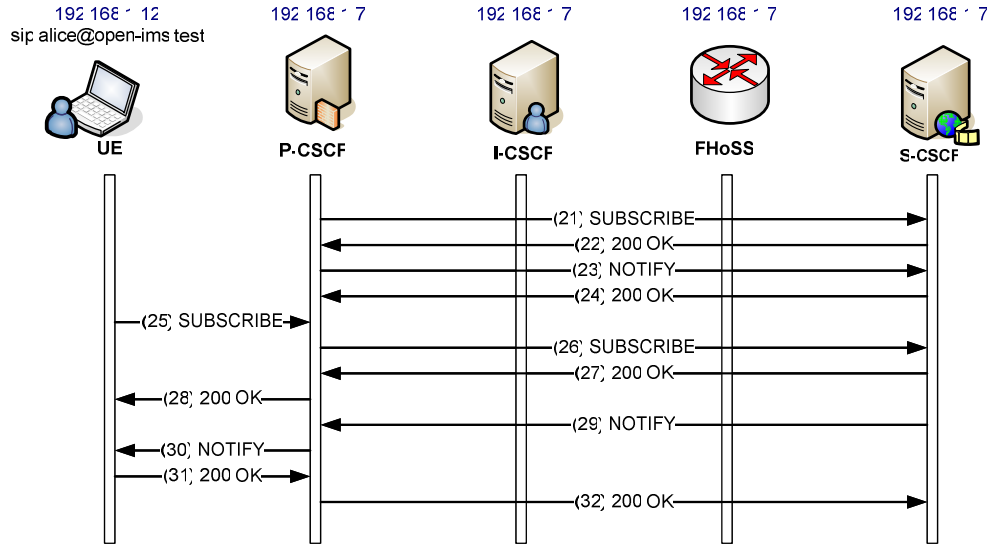 192 168 1 12
192 168 1 7
192 168 1 7
192 168 1 7
192 168 1 7
sip alice@open-ims test
UE
P-CSCF
I-CSCF
FHoSS
S-CSCF
(21) SUBSCRIBE
(22) 200 OK
(23) NOTIFY
(24) 200 OK
(25) SUBSCRIBE
(26) SUBSCRIBE
(27) 200 OK
(28) 200 OK
(29) NOTIFY
(30) NOTIFY
(31) 200 OK
(32) 200 OK